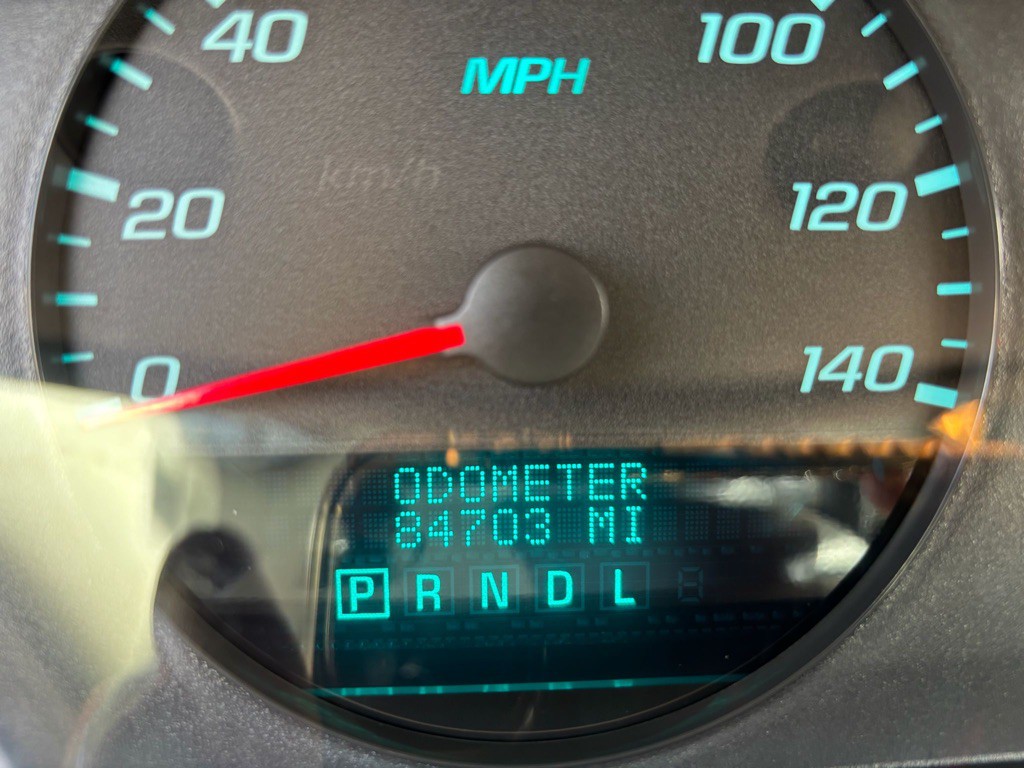 40 100
MPH
km/h
20 120
0 140
ODOMETER
84703 MI
P R N D L